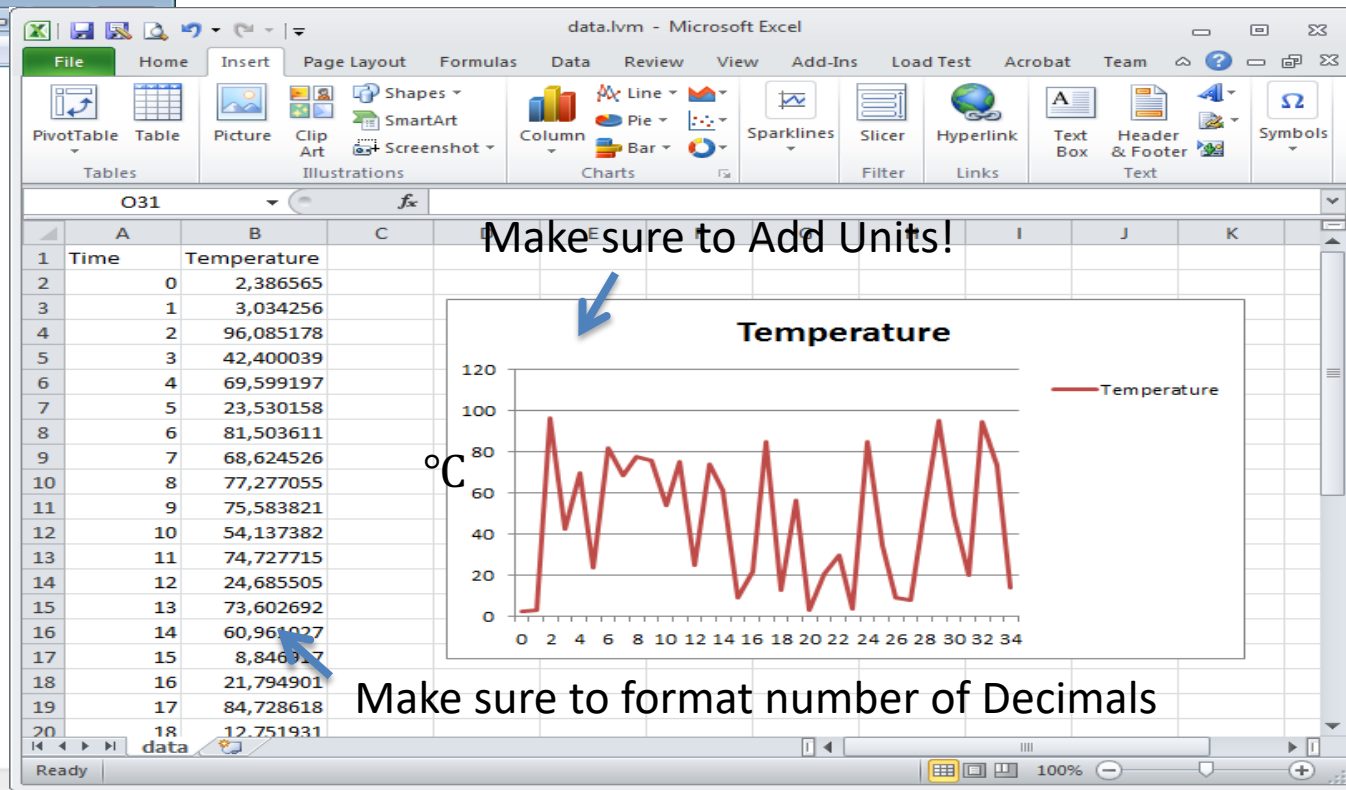 data.lvm - Microsoft Excel
File Home Insert Page Layout Formulas Data Review View Add-Ins Load Test Acrobat Team
PivotTable Table Picture Clip Art Shapes SmartArt Screenshot Column Line Pie Bar Sparklines Slicer Hyperlink Text Box Header & Footer Symbols
Tables Illustrations Charts Filter Links Text
O31 fx
A B C D E F G H I J K
Make sure to Add Units!
1 Time Temperature
2 0 2,386565
3 1 3,034256
4 2 96,085178
5 3 42,400039
6 4 69,599197
7 5 23,530158
8 6 81,503611
9 7 68,624526
10 8 77,277055
11 9 75,583821
12 10 54,137382
13 11 74,727715
14 12 24,685505
15 13 73,602692
16 14
17 15
18 16 21,794901
19 17 84,728618
20 18 12,751931
Temperature
120
100
80
60
40
20
0
°C
0 2 4 6 8 10 12 14 16 18 20 22 24 26 28 30 32 34
Temperature
Make sure to format number of Decimals
data
Ready 100%